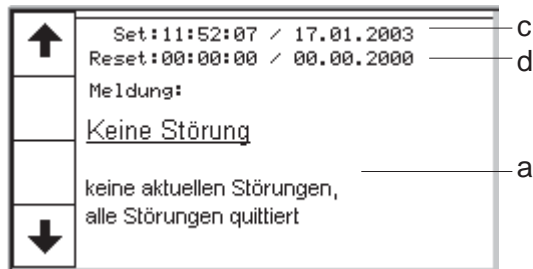 Set:11:52:07 / 17.01.2003
c
Reset:00:00:00 / 00.00.2000
d
Meldung:
Keine Störung
a
keine aktuellen Störungen,
alle Störungen quittiert